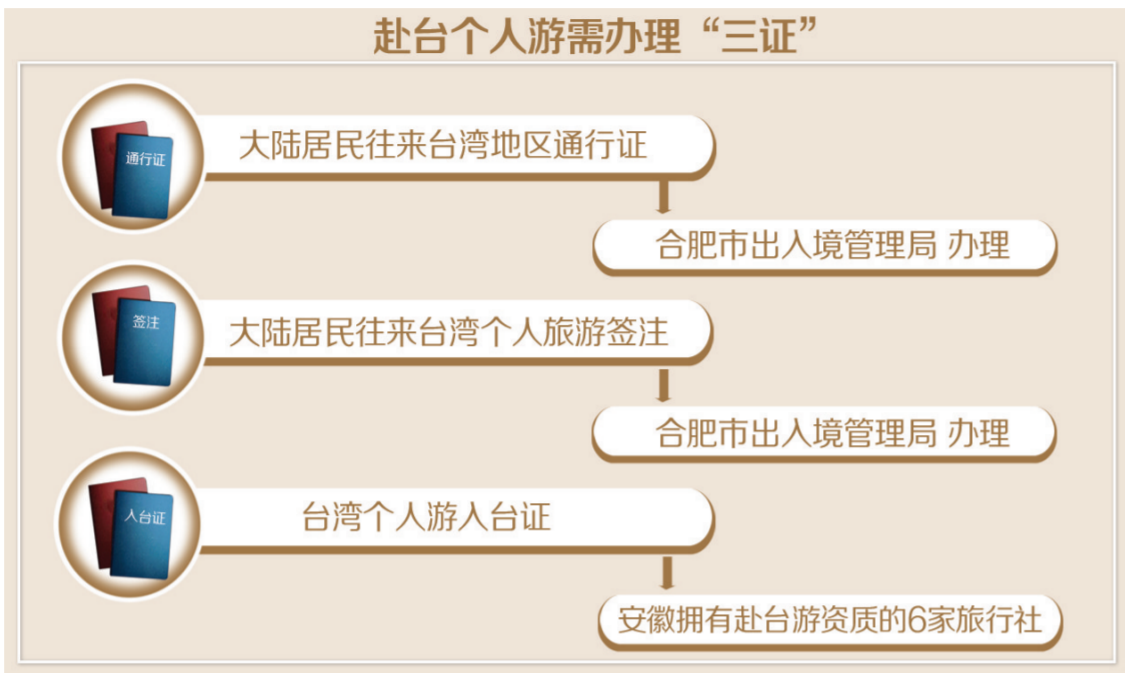 赴台个人游需办理“三证”
通行证
大陆居民往来台湾地区通行证
合肥市出入境管理局 办理
签注
大陆居民往来台湾个人旅游签注
合肥市出入境管理局 办理
入台证
台湾个人游入台证
安徽拥有赴台游资质的6家旅行社